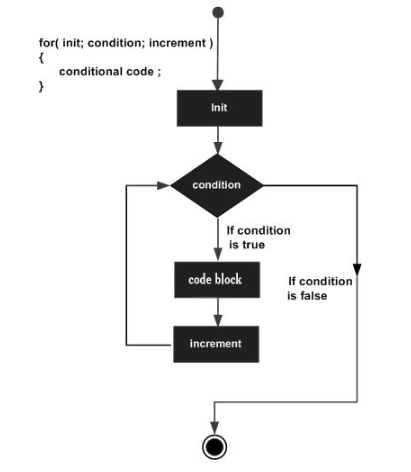 for( init; condition; increment )
{
conditional code ;
}
Init
condition
If condition
is true
code block
If condition
is false
increment